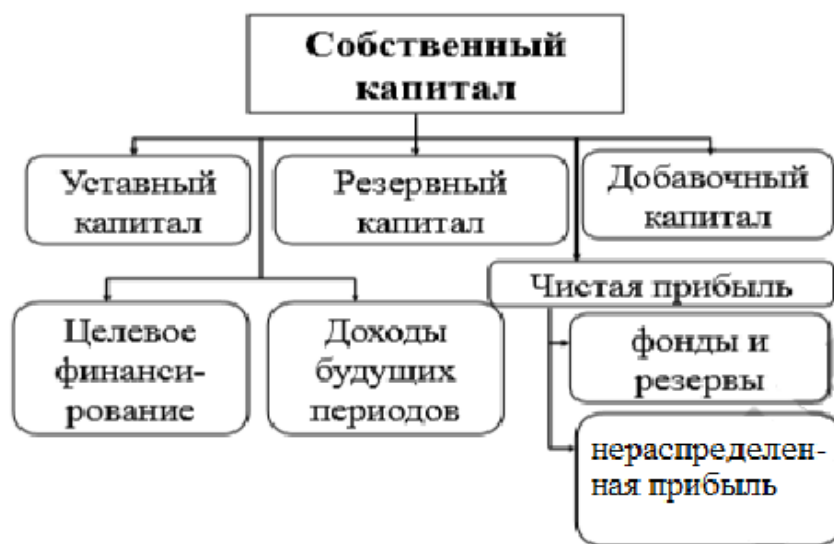 Собственный
капитал
Уставный
капитал
Резервный
капитал
Добавочный
капитал
Чистая прибыль
Целевое
финанси-
рование
Доходы
будущих
периодов
фонды и
резервы
нераспределен-
ная прибыль